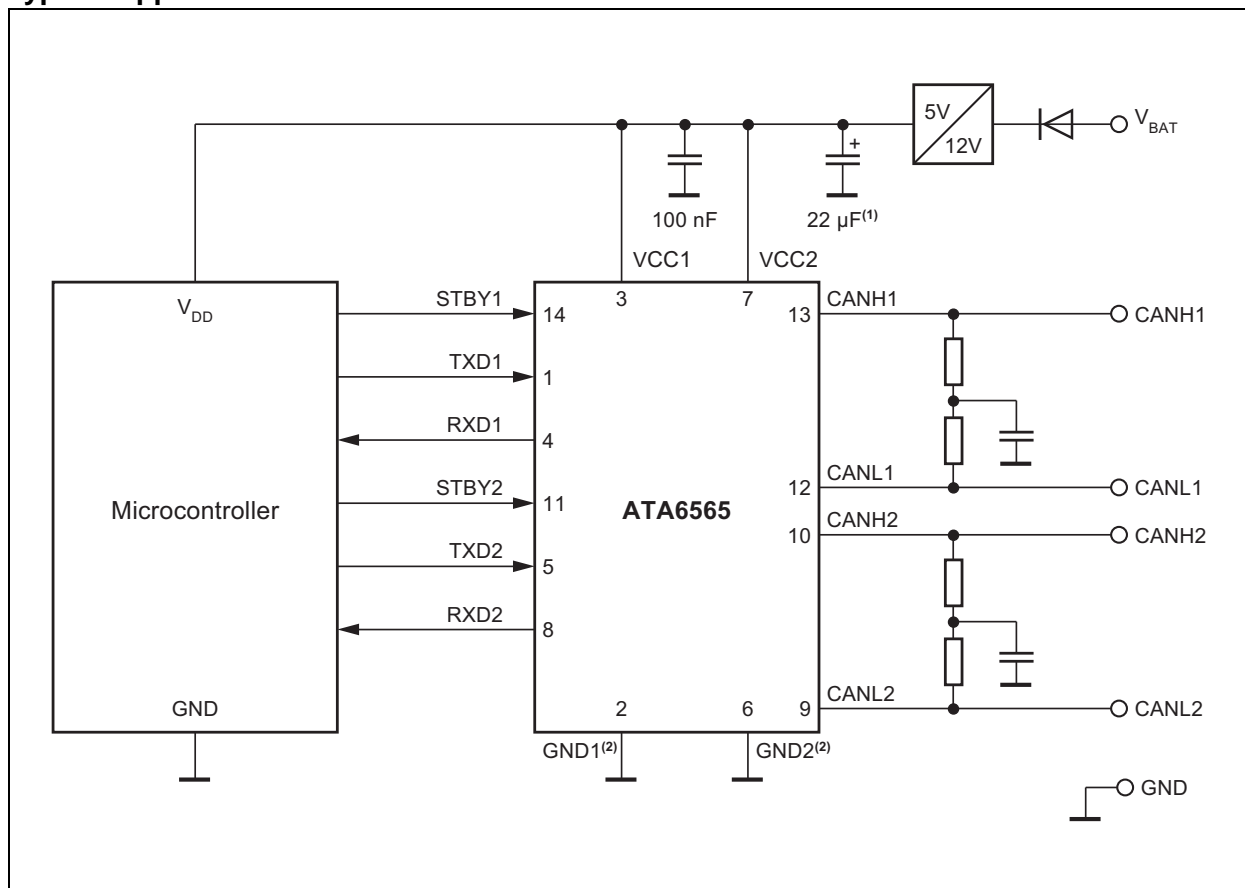 5V
12V
V_BAT
100 nF
22 µF(1)
VCC1
VCC2
V_DD
STBY1
3
7
CANH1
14
13
CANH1
TXD1
1
RXD1
4
STBY2
CANL1
11
12
CANL1
Microcontroller
ATA6565
CANH2
10
CANH2
TXD2
5
RXD2
8
GND
2
6
9
CANL2
CANL2
GND1(2)
GND2(2)
GND